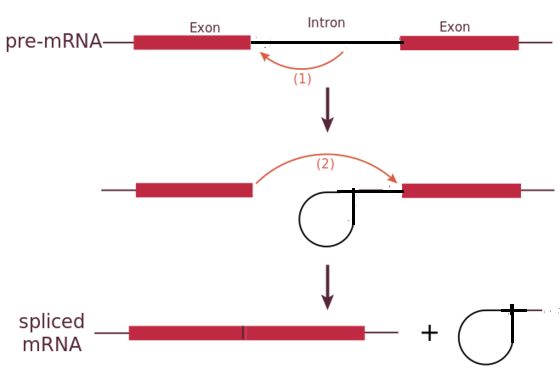 Exon
Intron
Exon
pre-mRNA
(1)
(2)
spliced
mRNA
+